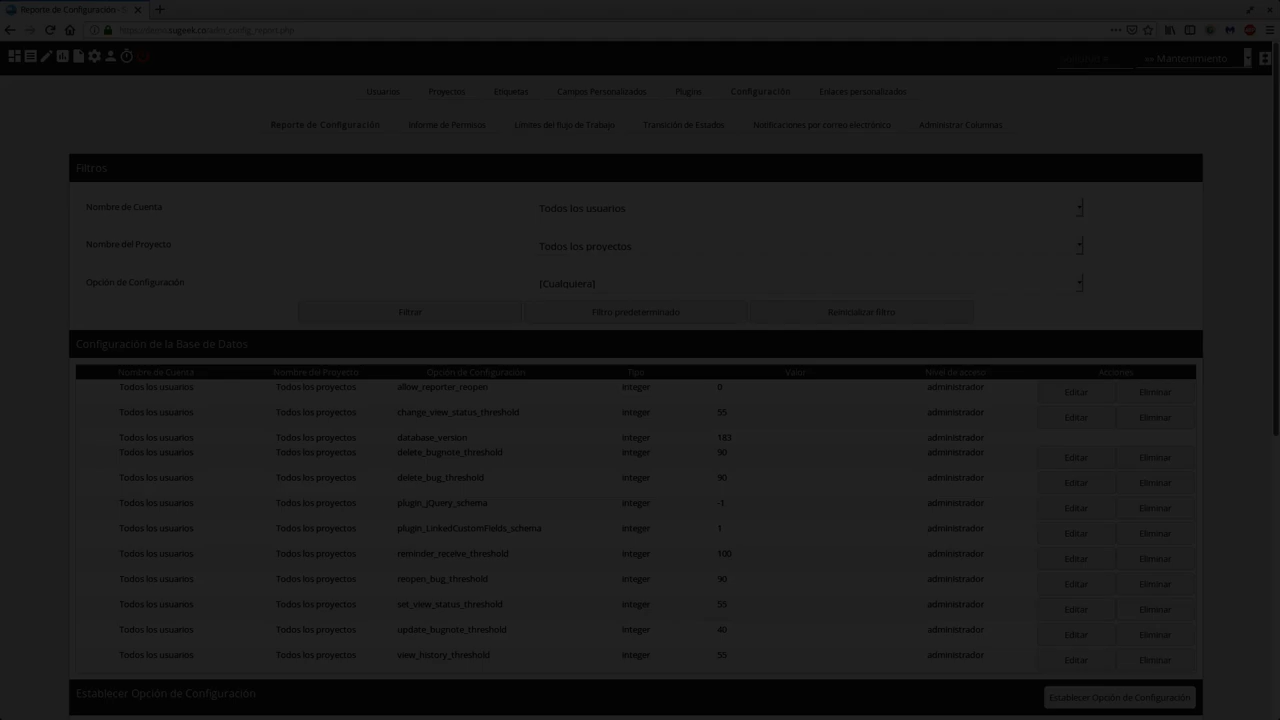 Reporte de Configuración -
Mantenimiento
Usuarios Proyectos Etiquetas Campos Personalizados Plugins Configuración Enlaces personalizados
Reporte de Configuración Informe de Permisos Límites del flujo de Trabajo Transición de Estados Notificaciones por correo electrónico Administrar Columnas
Filtros
Nombre de Cuenta Todos los usuarios
Nombre del Proyecto Todos los proyectos
Opción de Configuración [Cualquiera]
Filtrar Filtro predeterminado Reinicializar filtro
Configuración de la Base de Datos
Nombre de Cuenta Nombre del Proyecto Opción de Configuración Tipo Valor Nivel de acceso Acciones
Todos los usuarios Todos los proyectos allow_reporter_reopen integer 0 administrador Editar Eliminar
Todos los usuarios Todos los proyectos change_view_status_threshold integer 55 administrador Editar Eliminar
Todos los usuarios Todos los proyectos database_version integer 183 administrador
Todos los usuarios Todos los proyectos delete_bugnote_threshold integer 90 administrador Editar Eliminar
Todos los usuarios Todos los proyectos delete_bug_threshold integer 90 administrador Editar Eliminar
Todos los usuarios Todos los proyectos plugin_jQuery_schema integer -1 administrador Editar Eliminar
Todos los usuarios Todos los proyectos plugin_LinkedCustomFields_schema integer 1 administrador Editar Eliminar
Todos los usuarios Todos los proyectos reminder_receive_threshold integer 100 administrador Editar Eliminar
Todos los usuarios Todos los proyectos reopen_bug_threshold integer 90 administrador Editar Eliminar
Todos los usuarios Todos los proyectos set_view_status_threshold integer 55 administrador Editar Eliminar
Todos los usuarios Todos los proyectos update_bugnote_threshold integer 40 administrador Editar Eliminar
Todos los usuarios Todos los proyectos view_history_threshold integer 55 administrador Editar Eliminar
Establecer Opción de Configuración Establecer Opción de Configuración